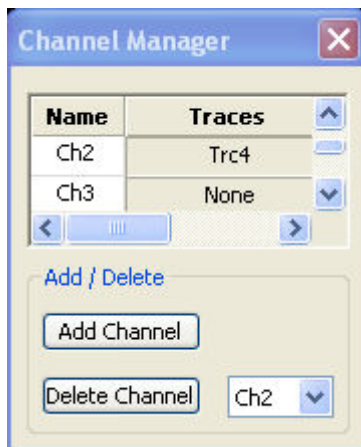 Channel Manager
Name Traces
Ch2 Trc4
Ch3 None
Add / Delete
Add Channel
Delete Channel Ch2